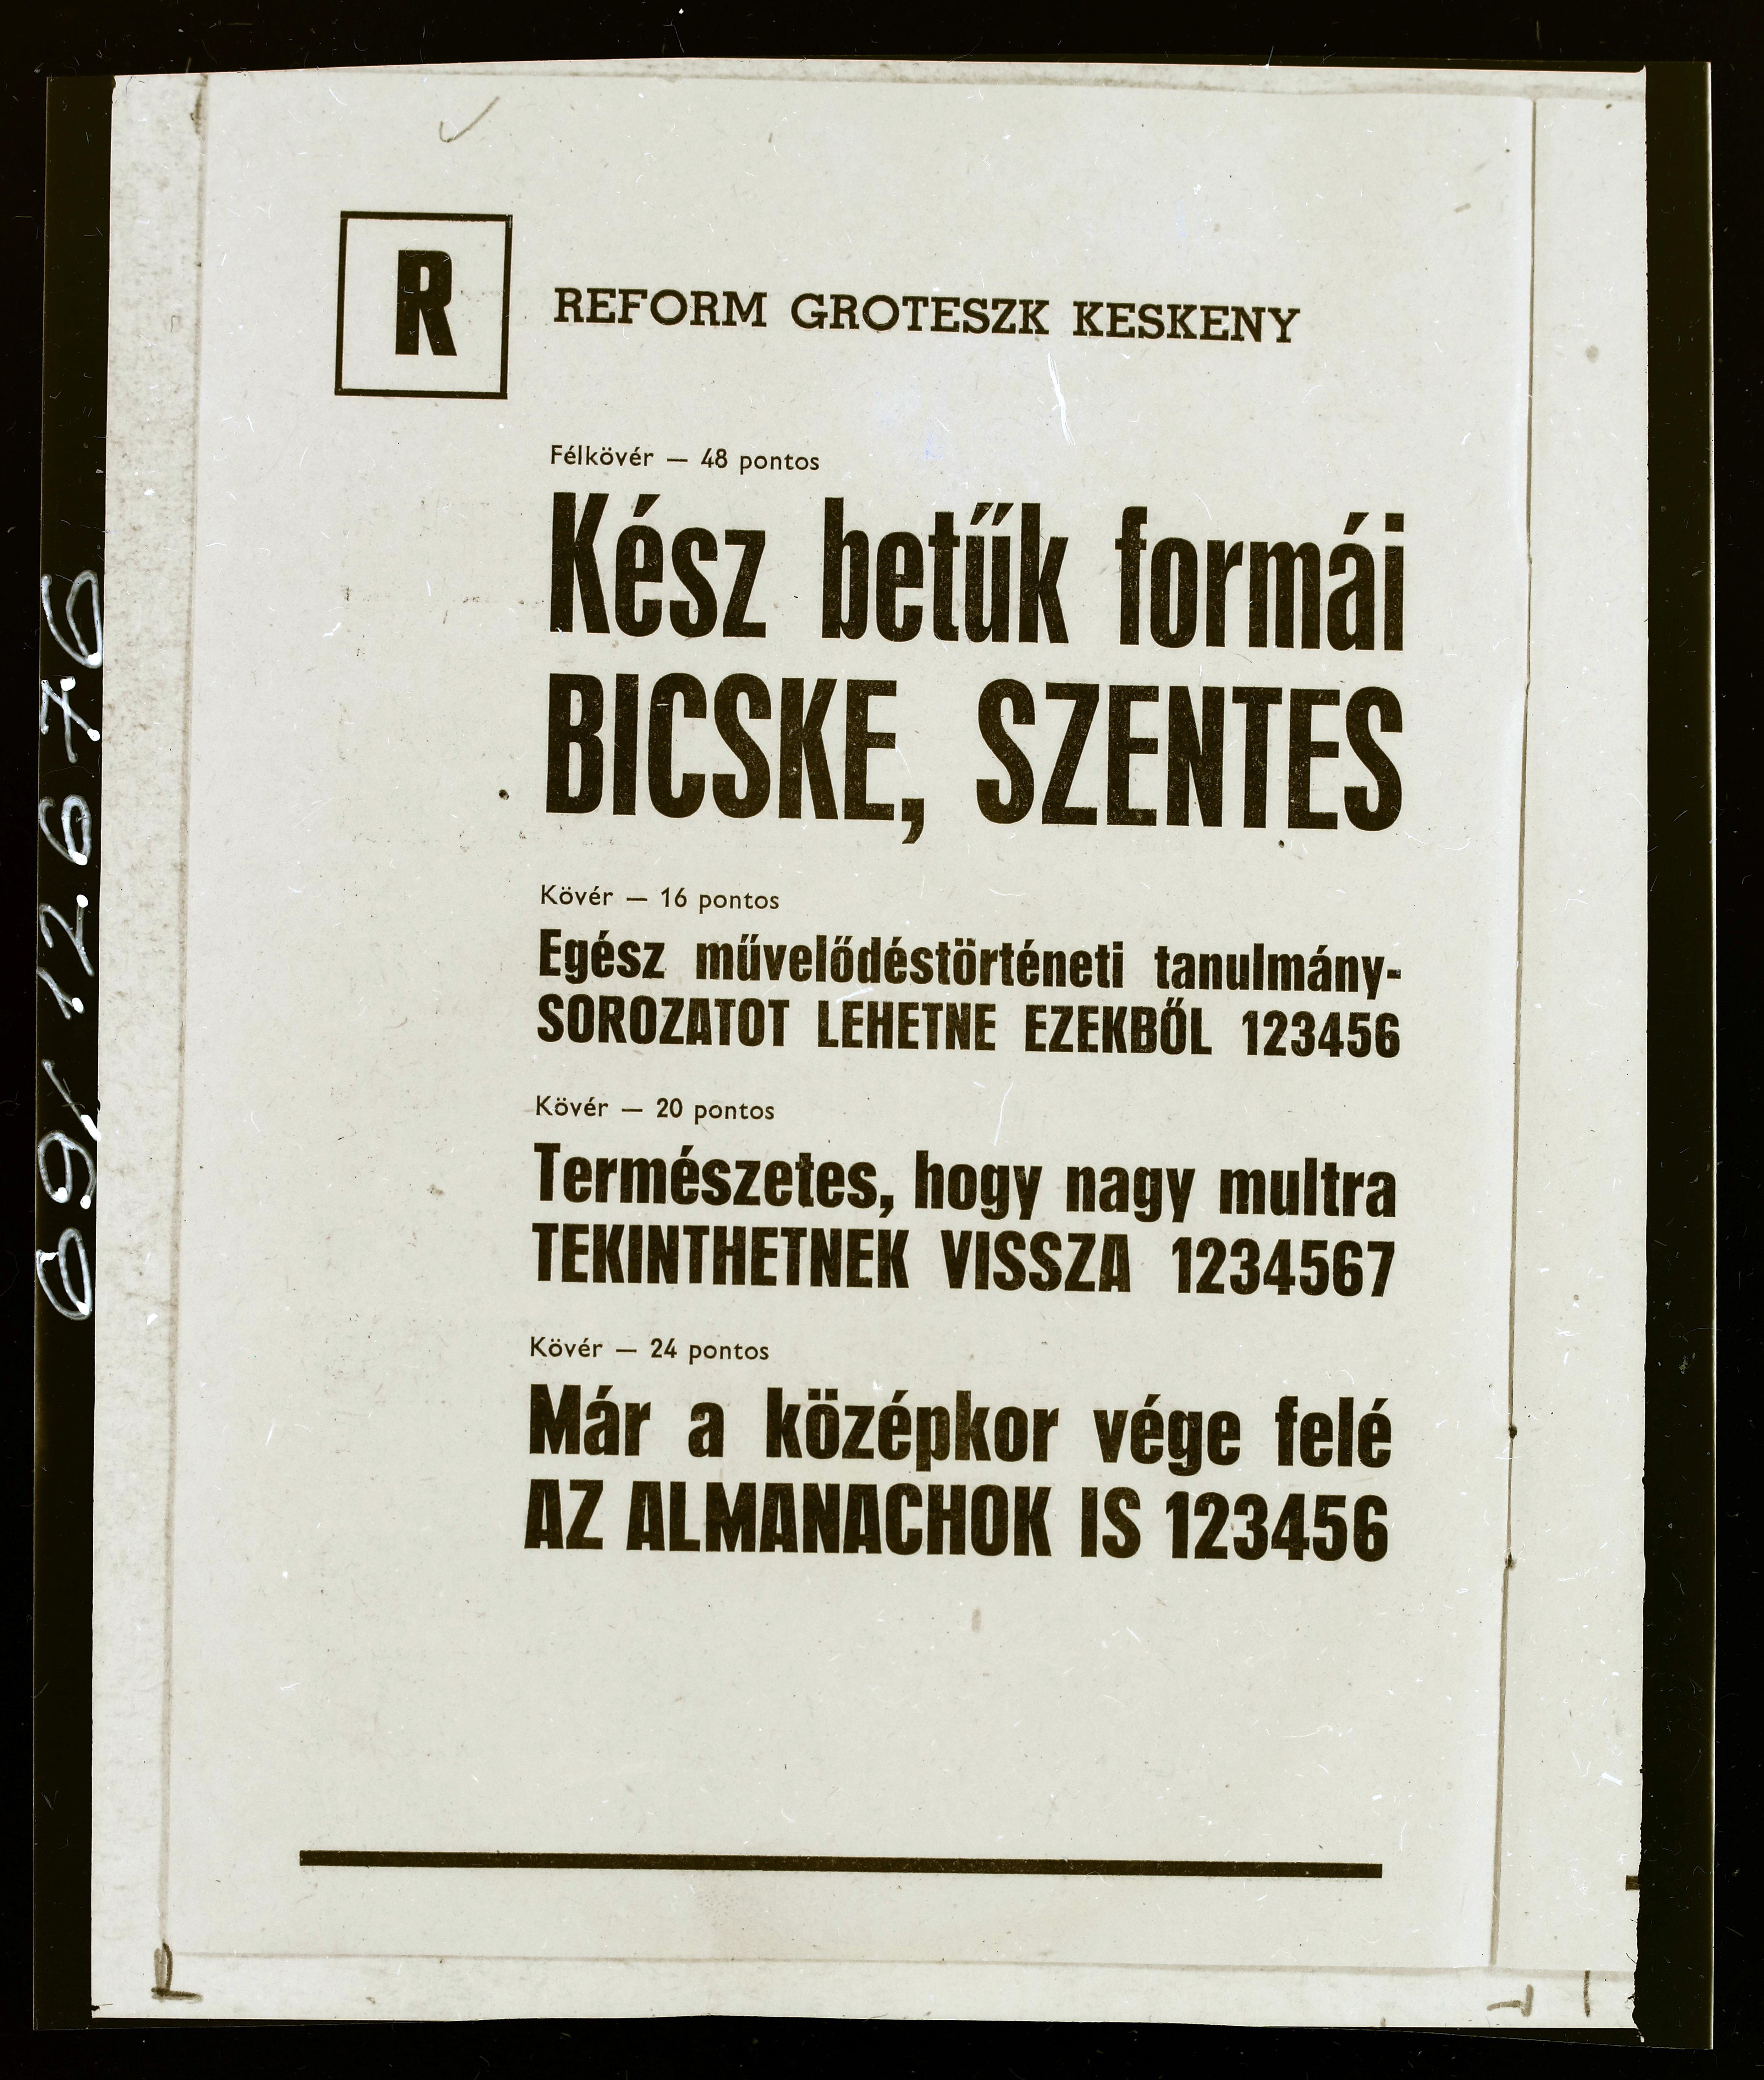 R
REFORM GROTESZK KESKENY
Félkövér — 48 pontos
Kész betűk formái
BICSKE, SZENTES
Kövér — 16 pontos
Egész művelődéstörténeti tanulmány-
SOROZATOT LEHETNE EZEKBŐL 123456
Kövér — 20 pontos
Természetes, hogy nagy multra
TEKINTHETNEK VISSZA 1234567
Kövér — 24 pontos
Már a középkor vége felé
AZ ALMANACHOK IS 123456
69/12.676